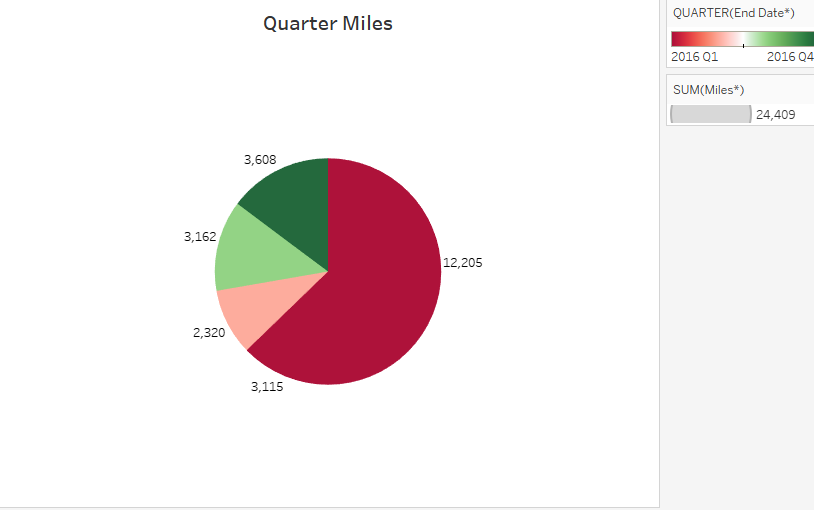 Quarter Miles
3,608
3,162
12,205
2,320
3,115
QUARTER(End Date*)
2016 Q1 2016 Q4
SUM(Miles*)
24,409